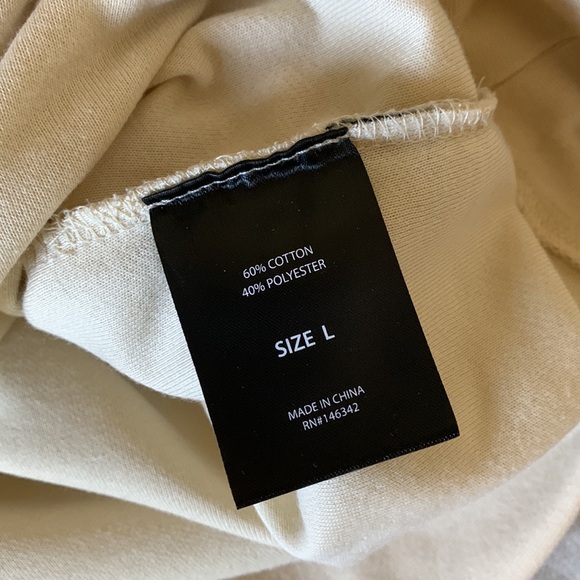 60% COTTON
40% POLYESTER
SIZE L
MADE IN CHINA
RN#146342